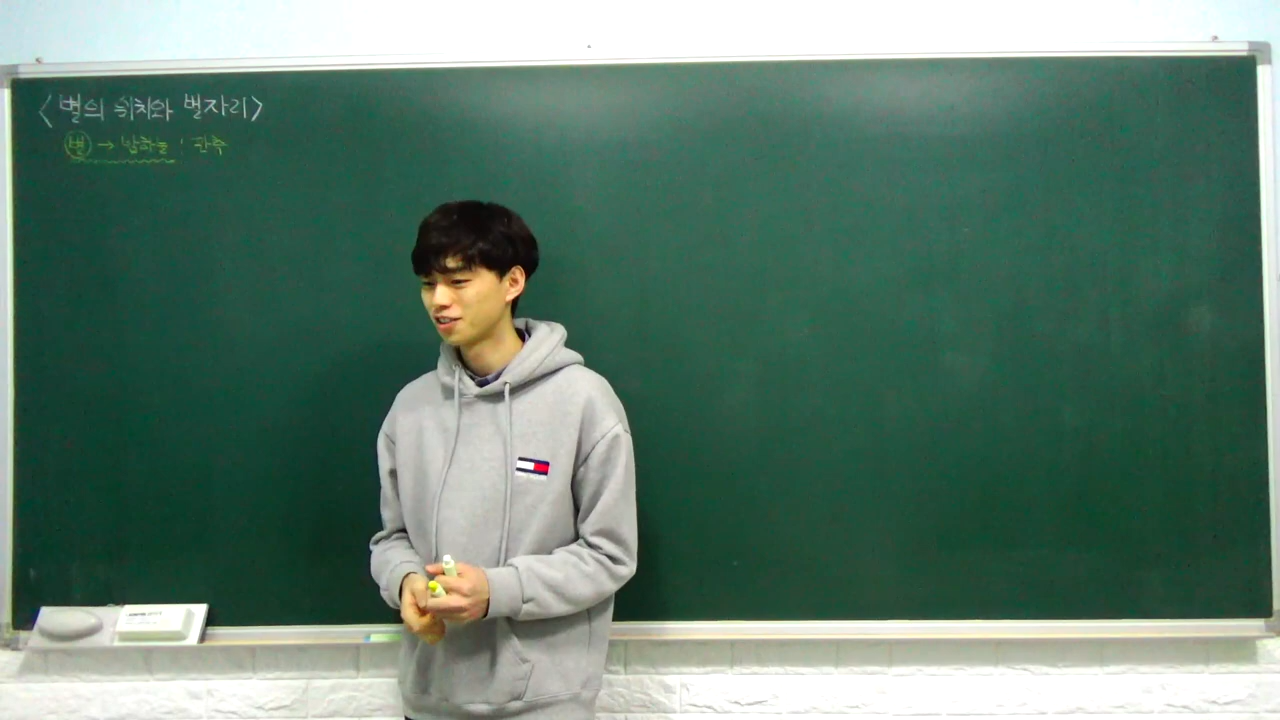 <별의 위치와 별자리>
별 → 밤하늘 : 관측